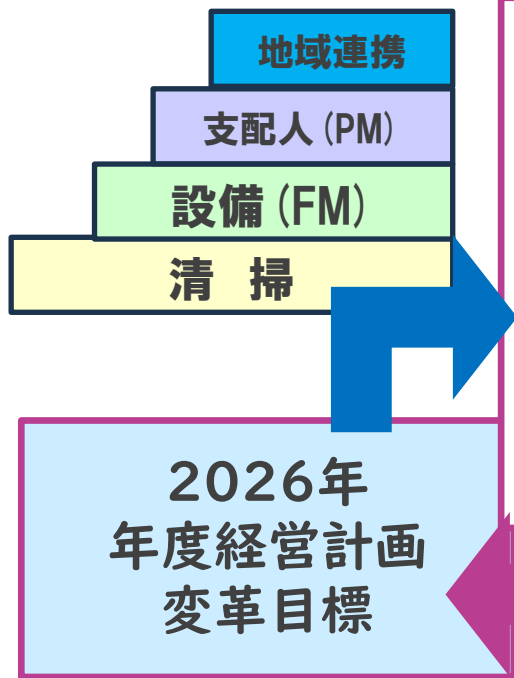 地域連携
支配人(PM)
設備(FM)
清　掃
2026年
年度経営計画
変革目標